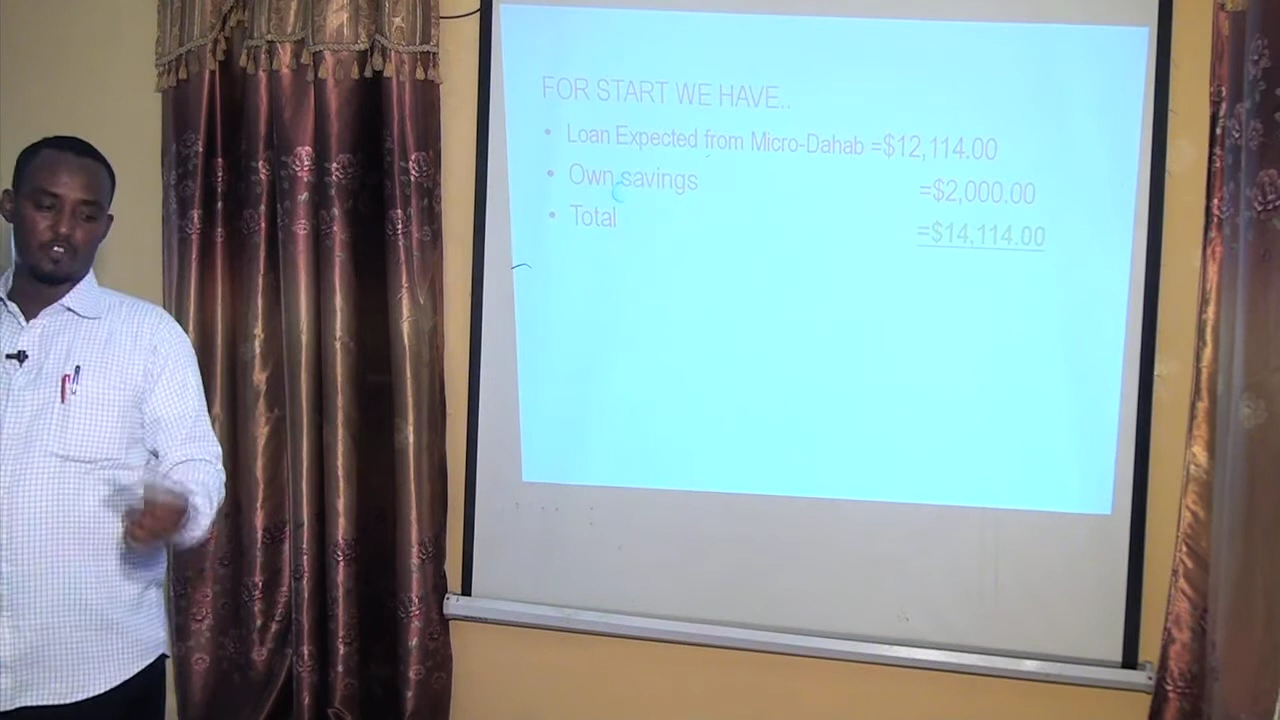 FOR START WE HAVE..
• Loan Expected from Micro-Dahab =$12,114.00
• Own savings =$2,000.00
• Total =$14,114.00